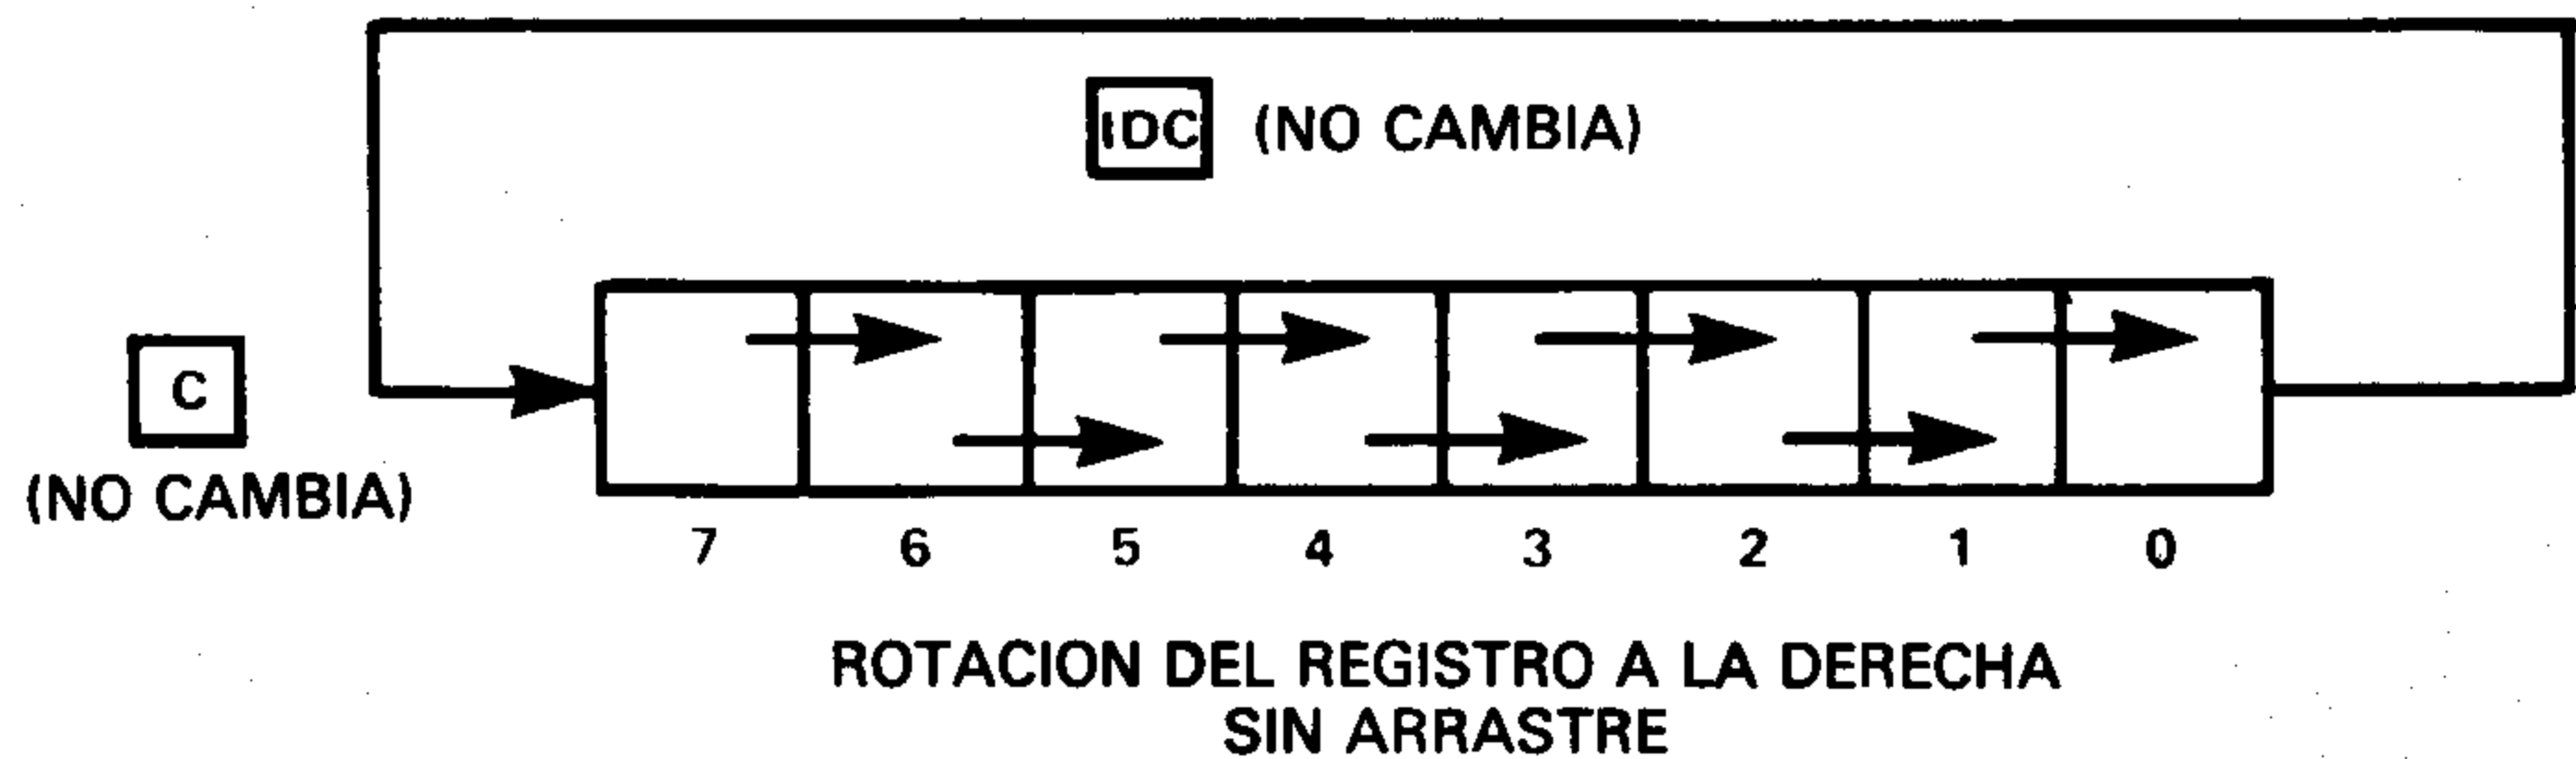 IDC (NO CAMBIA)
C
(NO CAMBIA)
7 6 5 4 3 2 1 0
ROTACION DEL REGISTRO A LA DERECHA
SIN ARRASTRE